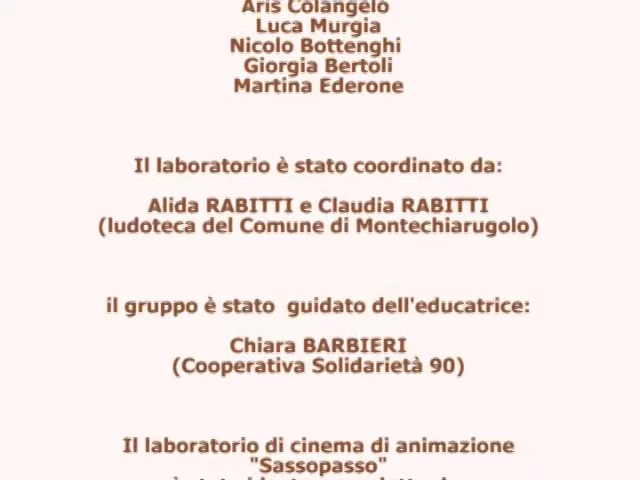 Aris Colangelo
Luca Murgia
Nicolo Bottenghi
Giorgia Bertoli
Martina Ederone
Il laboratorio è stato coordinato da:
Alida RABITTI e Claudia RABITTI
(ludoteca del Comune di Montechiarugolo)
il gruppo è stato guidato dell'educatrice:
Chiara BARBIERI
(Cooperativa Solidarietà 90)
Il laboratorio di cinema di animazione
"Sassopasso"